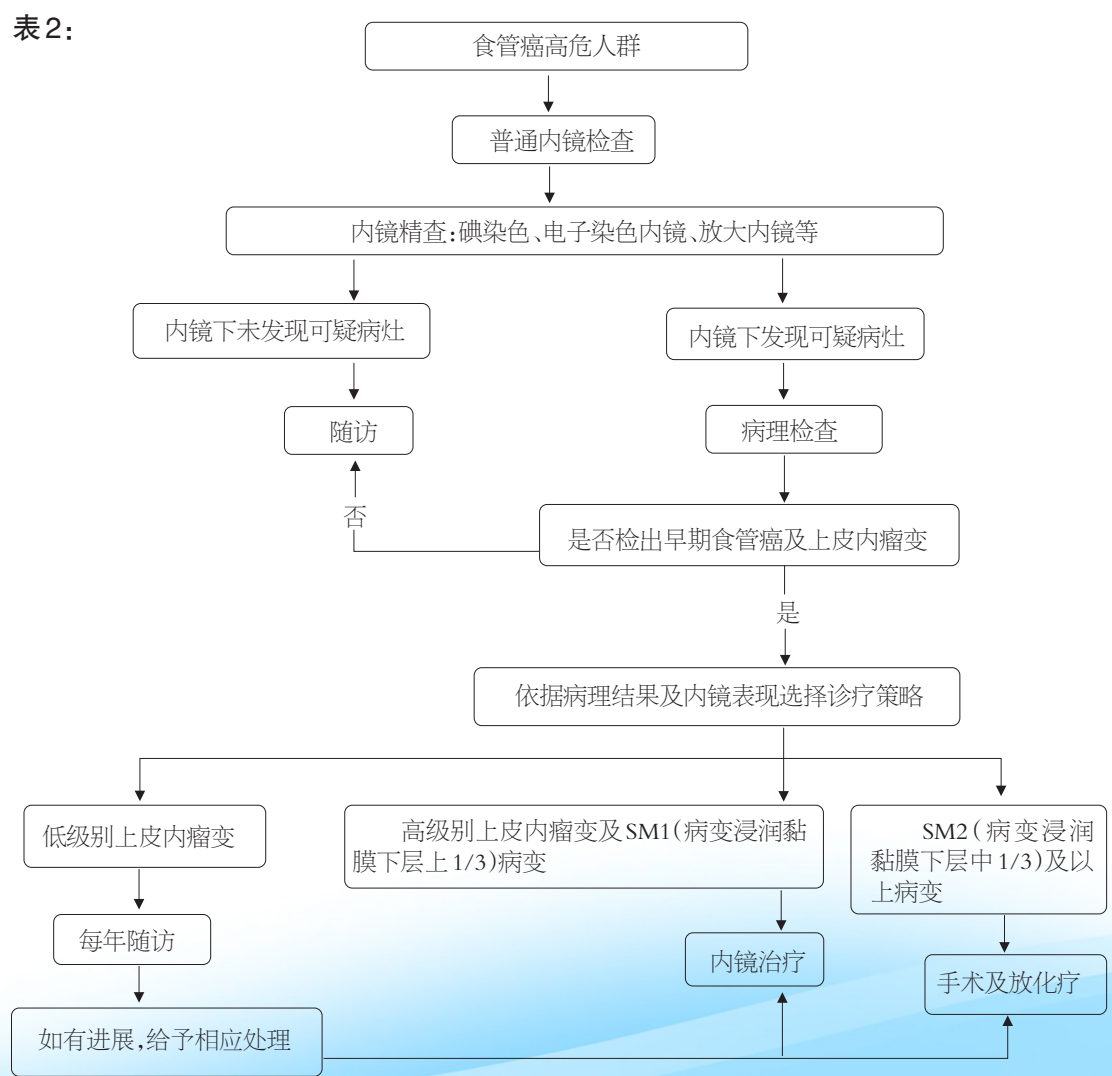 表2:
食管癌高危人群
普通内镜检查
内镜精查:碘染色、电子染色内镜、放大内镜等
内镜下未发现可疑病灶
内镜下发现可疑病灶
随访
病理检查
否
是否检出早期食管癌及上皮内瘤变
是
依据病理结果及内镜表现选择诊疗策略
低级别上皮内瘤变
高级别上皮内瘤变及SM1(病变浸润黏
膜下层上1/3)病变
SM2(病变浸润
黏膜下层中1/3)及以
上病变
每年随访
内镜治疗
手术及放化疗
如有进展,给予相应处理